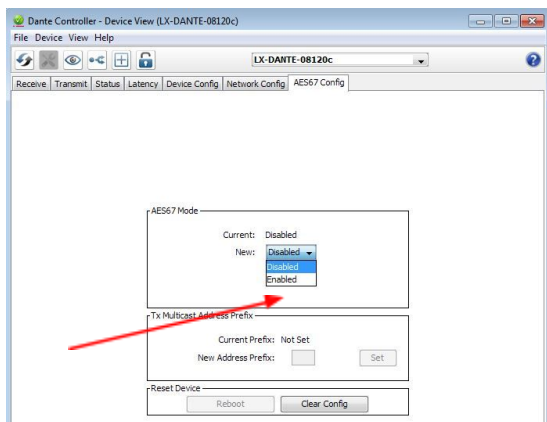 Dante Controller - Device View (LX-DANTE-08120c)
File Device View Help
LX-DANTE-08120c
?
Receive Transmit Status Latency Device Config Network Config AES67 Config
AES67 Mode
Current: Disabled
New: Disabled
Disabled
Enabled
Tx Multicast Address Prefix
Current Prefix: Not Set
New Address Prefix: Set
Reset Device
Reboot Clear Config